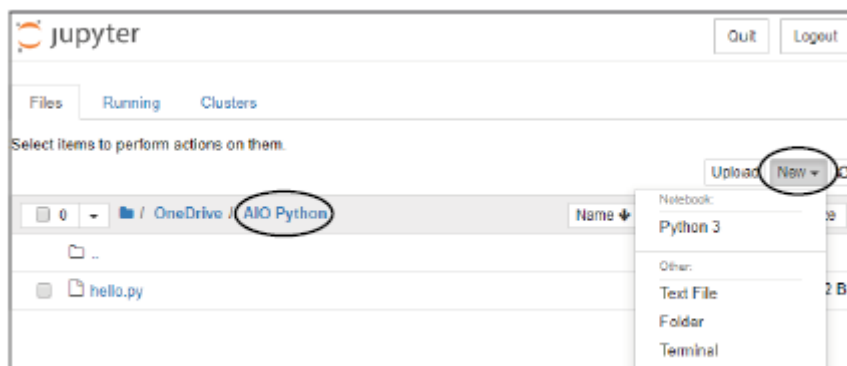 jupyter
Quit Logout
Files Running Clusters
Select items to perform actions on them.
Upload New
0 / OneDrive / AIO Python Name
Notebook:
Python 3
..
Other:
hello.py Text File 2 B
Folder
Terminal